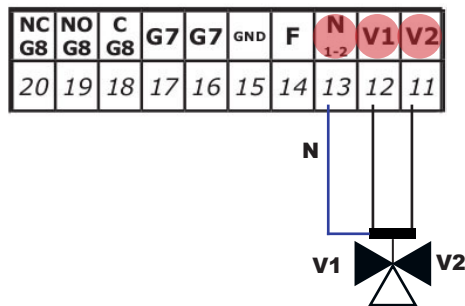 NC NO C G7 G7 GND F N V1 V2
G8 G8 G8 1-2
20 19 18 17 16 15 14 13 12 11
N
V1 V2